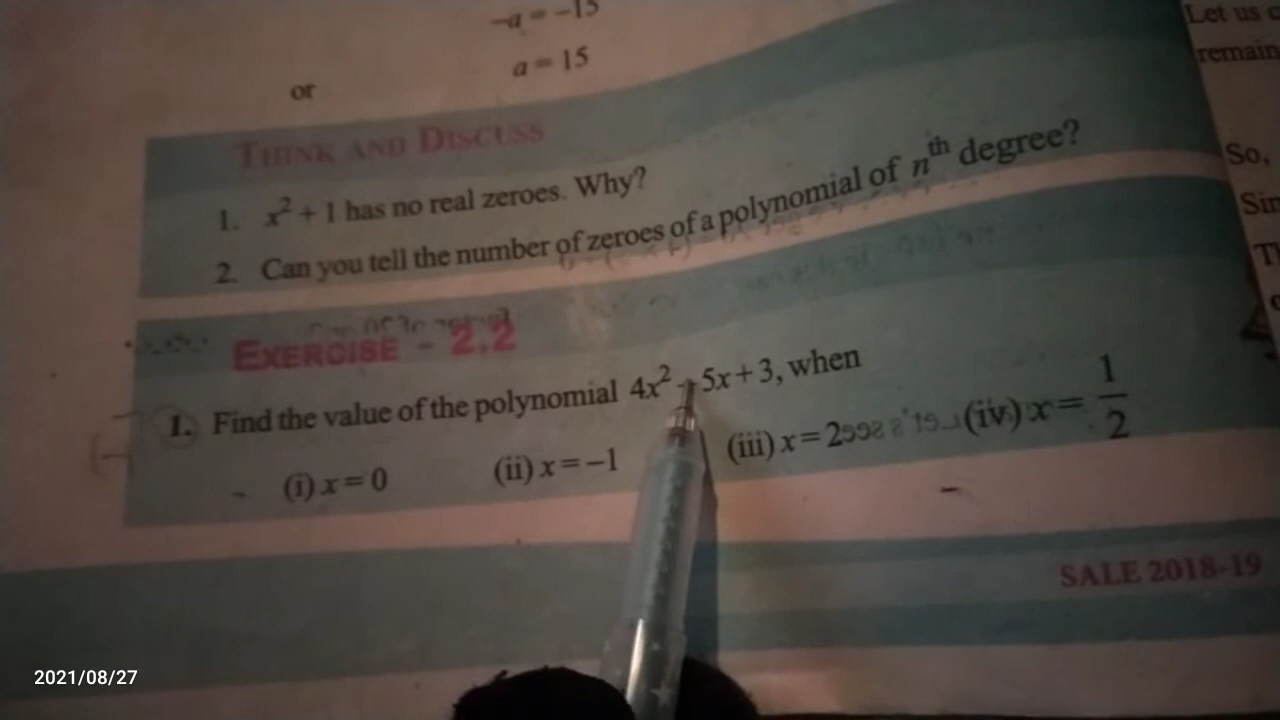 -a = -15
or a = 15
THINK AND DISCUSS
1. x² + 1 has no real zeroes. Why?
2. Can you tell the number of zeroes of a polynomial of nth degree?
EXERCISE - 2.2
1. Find the value of the polynomial 4x² - 5x + 3, when
(i) x = 0 (ii) x = -1 (iii) x = 2 (iv) x = 1/2
SALE 2018-19
Let us
remain
So,
2021/08/27